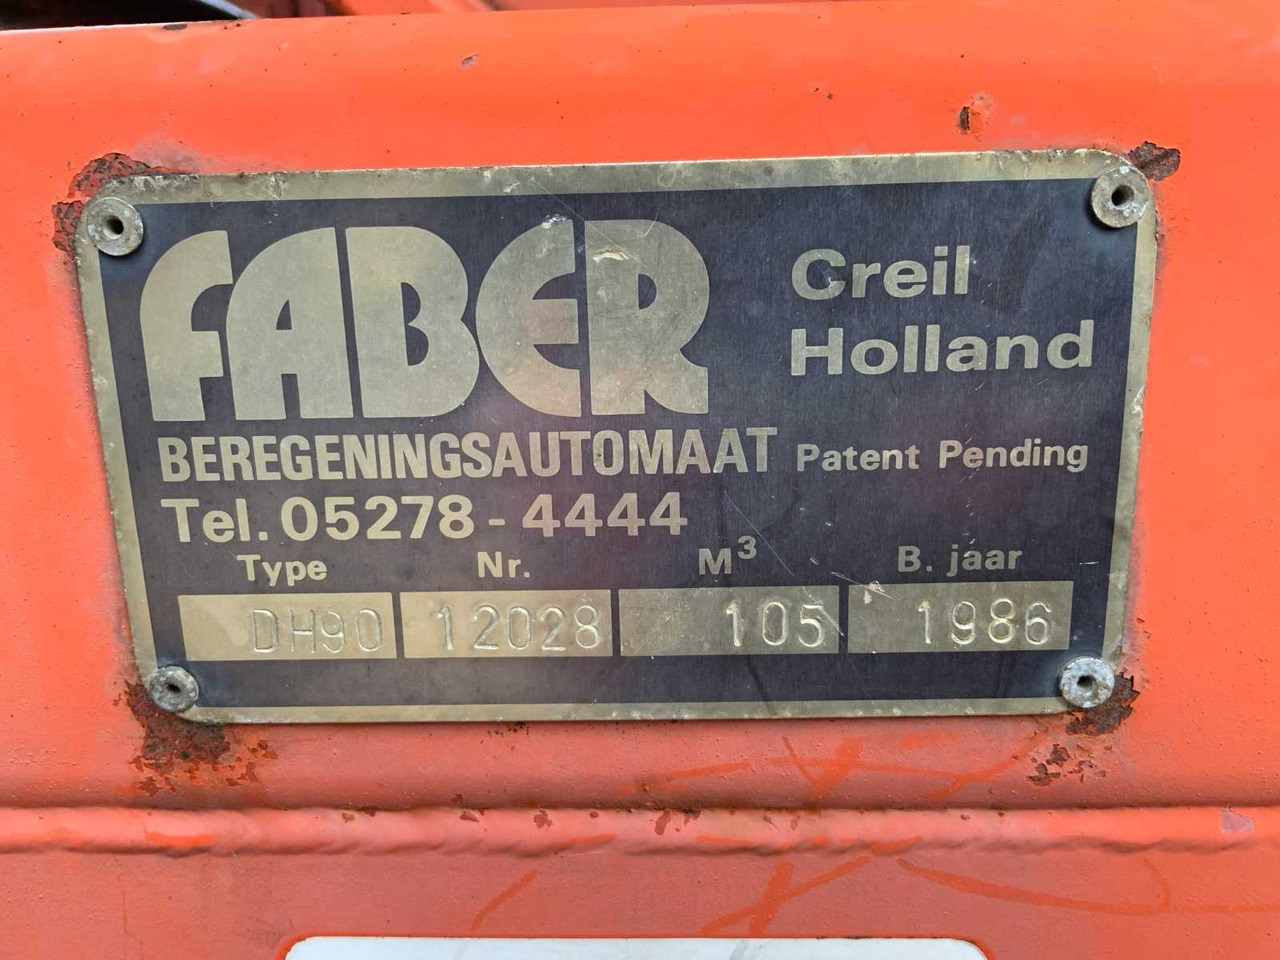 FABER
Creil
Holland
BEREGENINGSAUTOMAAT Patent Pending
Tel. 05278 - 4444
Type Nr. M³ B. jaar
DH90 12028 105 1986